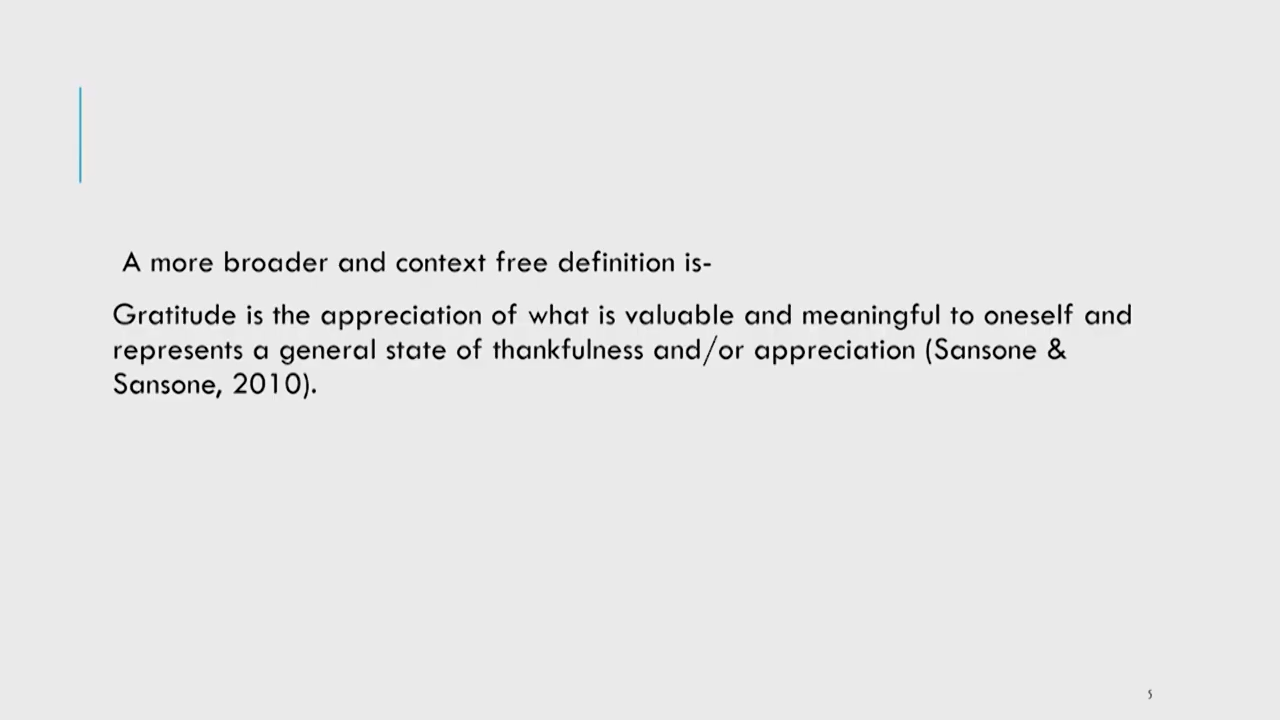 A more broader and context free definition is-
Gratitude is the appreciation of what is valuable and meaningful to oneself and
represents a general state of thankfulness and/or appreciation (Sansone &
Sansone, 2010).
5